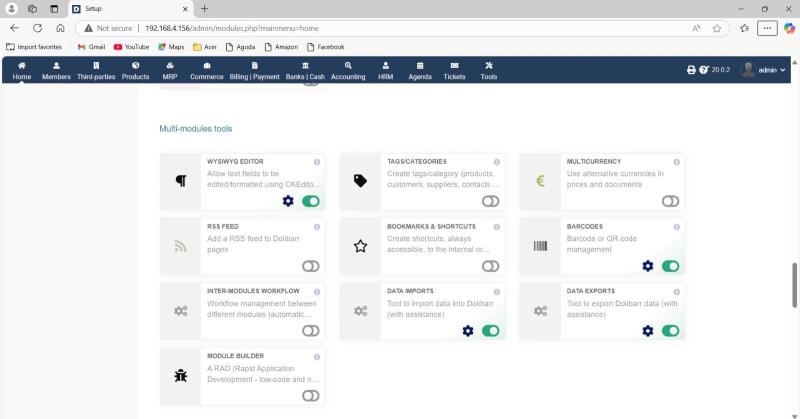 Setup
Not secure
192.168.4.156/admin/modules.php?mainmenu=home
Import favorites
Gmail
YouTube
Maps
Acer
Agoda
Amazon
Facebook
Home
Members
Third-parties
Products
MRP
Commerce
Billing | Payment
Banks | Cash
Accounting
HRM
Agenda
Tickets
Tools
20.0.2
admin
Multi-modules tools
WYSIWYG EDITOR
Allow text fields to be
edited/formatted using CKEdito...
TAGS/CATEGORIES
Create tags/category (products,
customers, suppliers, contacts ...
MULTICURRENCY
Use alternative currencies in
prices and documents
RSS FEED
Add a RSS feed to Dolibarr
pages
BOOKMARKS & SHORTCUTS
Create shortcuts, always
accessible, to the internal or...
BARCODES
Barcode or QR code
management
INTER-MODULES WORKFLOW
Workflow management between
different modules (automatic...
DATA IMPORTS
Tool to import data into Dolibarr
(with assistance)
DATA EXPORTS
Tool to export Dolibarr data (with
assistance)
MODULE BUILDER
A RAD (Rapid Application
Development - low-code and n...